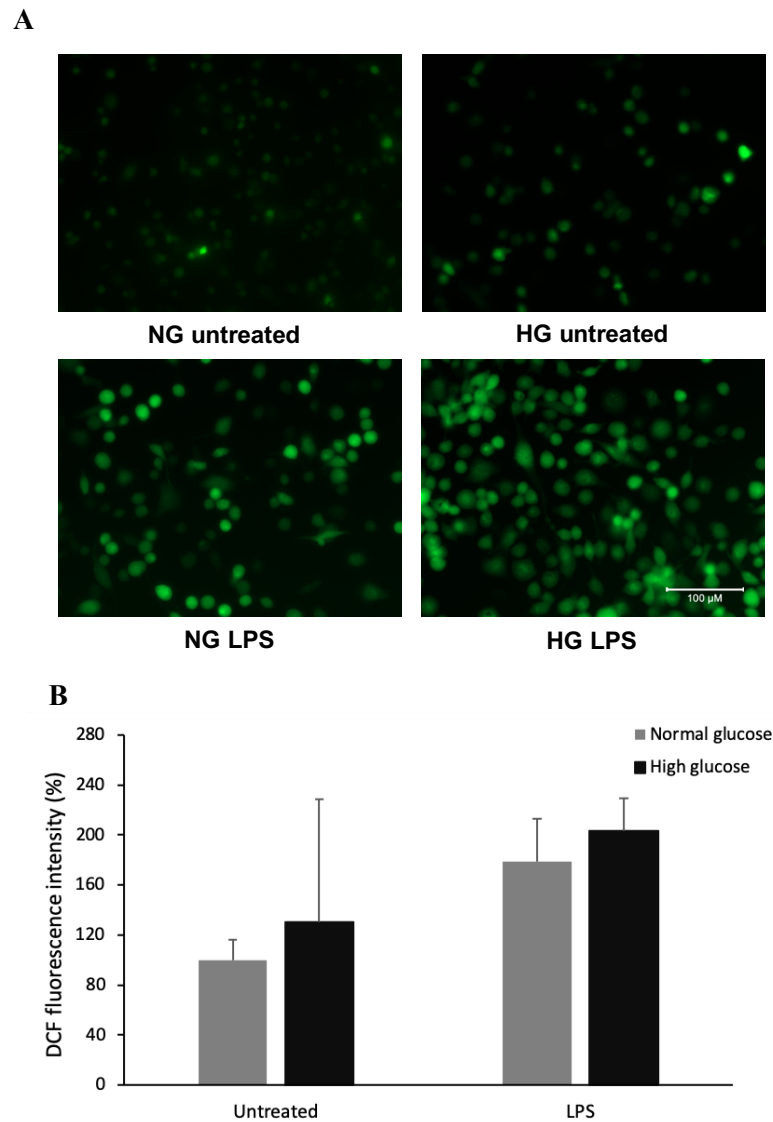 A
NG untreated
HG untreated
100 µM
NG LPS
HG LPS
B
DCF fluorescence intensity (%)
280
240
200
160
120
80
40
0
Normal glucose
High glucose
Untreated
LPS